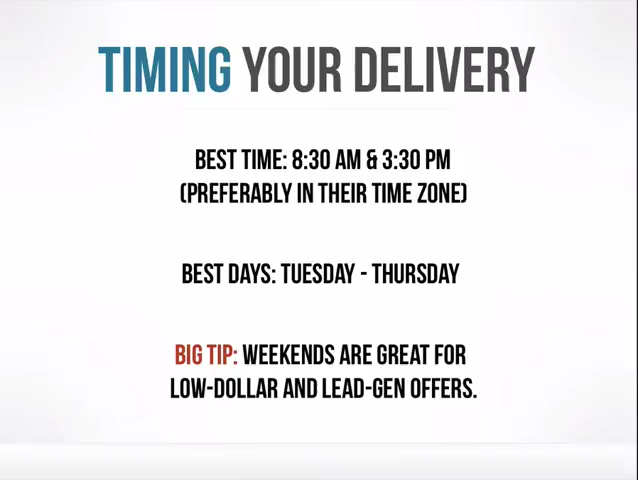 TIMING YOUR DELIVERY
BEST TIME: 8:30 AM & 3:30 PM
(PREFERABLY IN THEIR TIME ZONE)
BEST DAYS: TUESDAY - THURSDAY
BIG TIP: WEEKENDS ARE GREAT FOR
LOW-DOLLAR AND LEAD-GEN OFFERS.